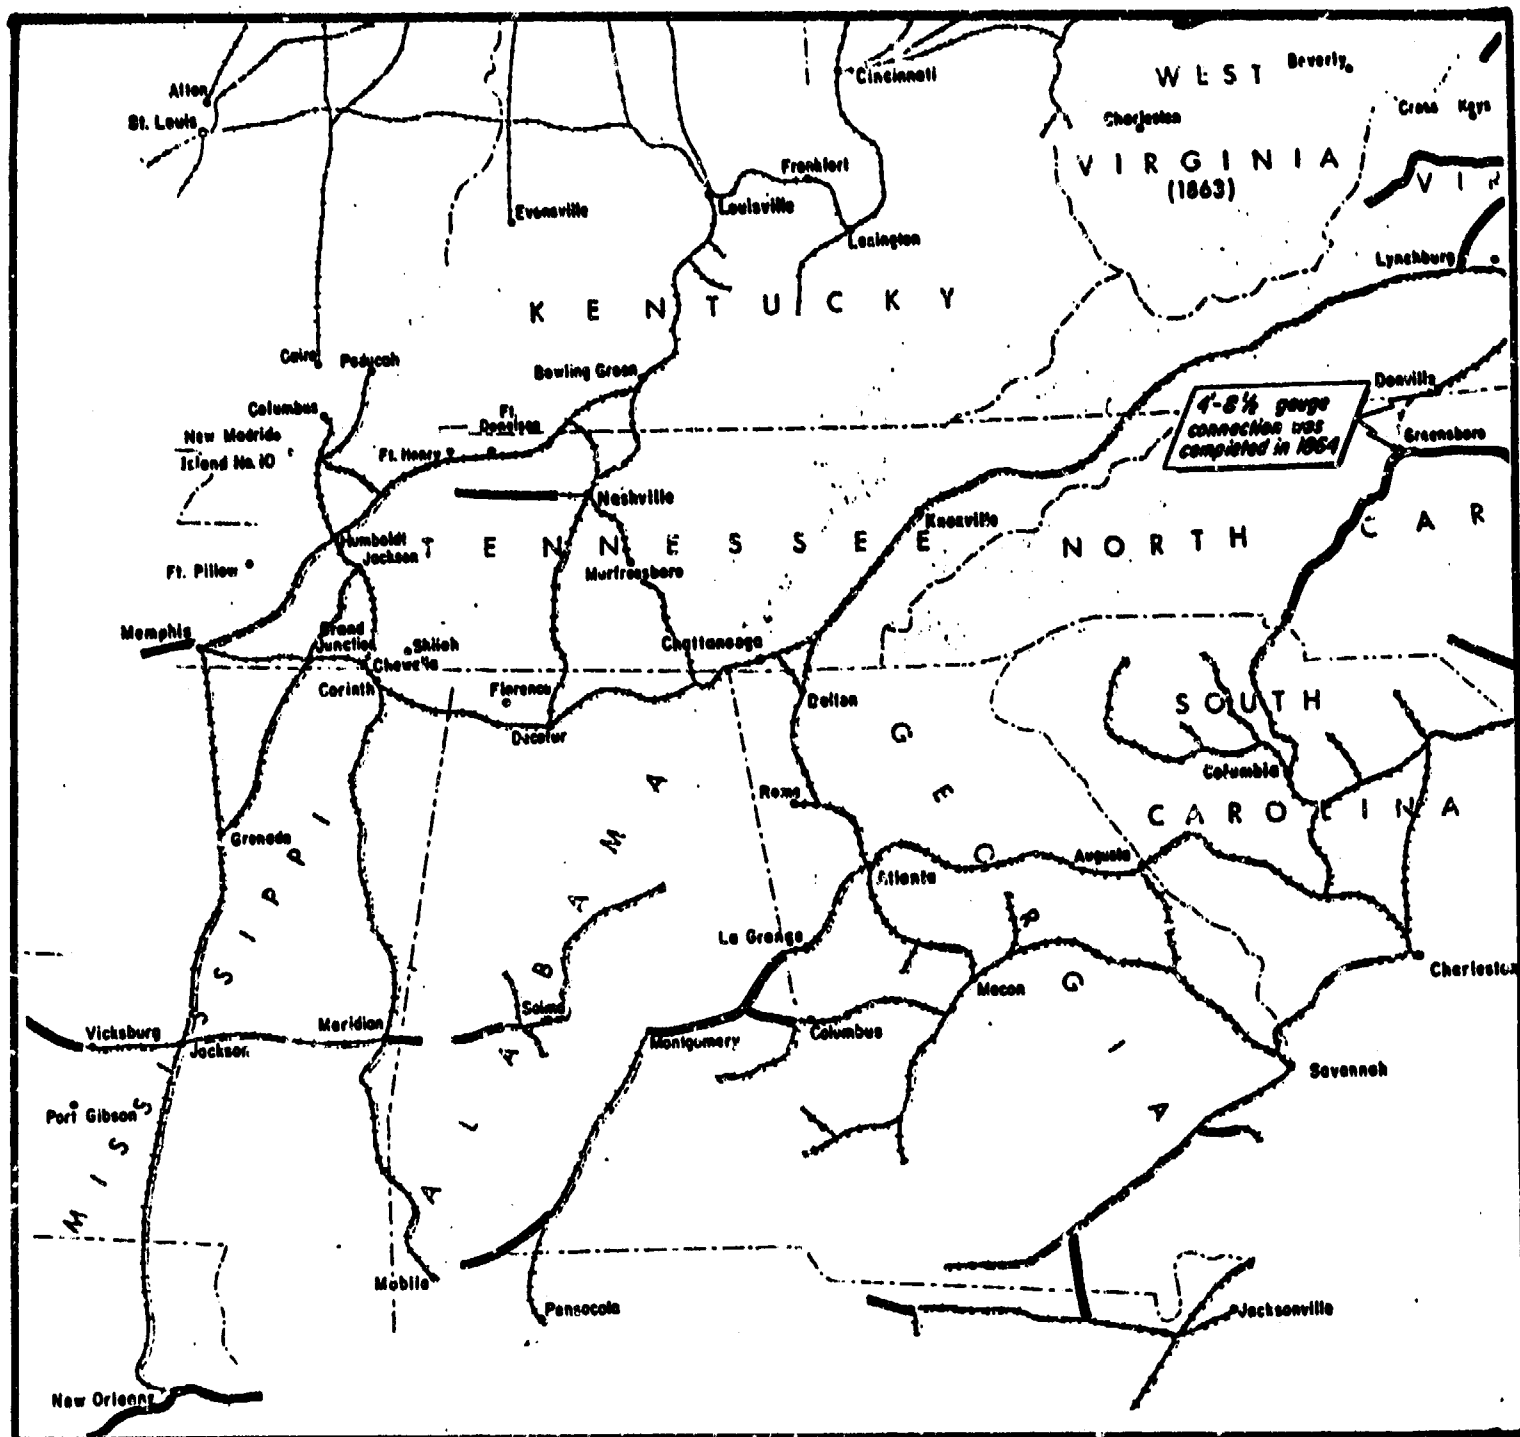 Alton
St. Louis
Cincinnati
WEST
Beverly
Charleston
Cross Keys
VIRGINIA
(1863)
VIR
Frankfort
Louisville
Evansville
Lexington
Lynchburg
KENTUCKY
Cairo
Paducah
Bowling Green
Columbus
Ft. Donelson
New Madrid
Island No. 10
Ft. Henry
Danville
4'-8½ gauge
connection was
completed in 1864
Greensboro
Nashville
Knoxville
Humboldt
Jackson
TENNESSEE
NORTH CAR
Ft. Pillow
Murfreesboro
Memphis
Grand
Junction
Shiloh
Chewalla
Chattanooga
Corinth
Florence
Decatur
Dalton
SOUTH
Columbia
CAROLINA
Rome
Grenada
Atlanta
Augusta
La Grange
Macon
Charleston
GEORGIA
ALABAMA
MISSISSIPPI
Vicksburg
Jackson
Meridian
Selma
Montgomery
Columbus
Savannah
Port Gibson
Mobile
Pensacola
Jacksonville
New Orleans